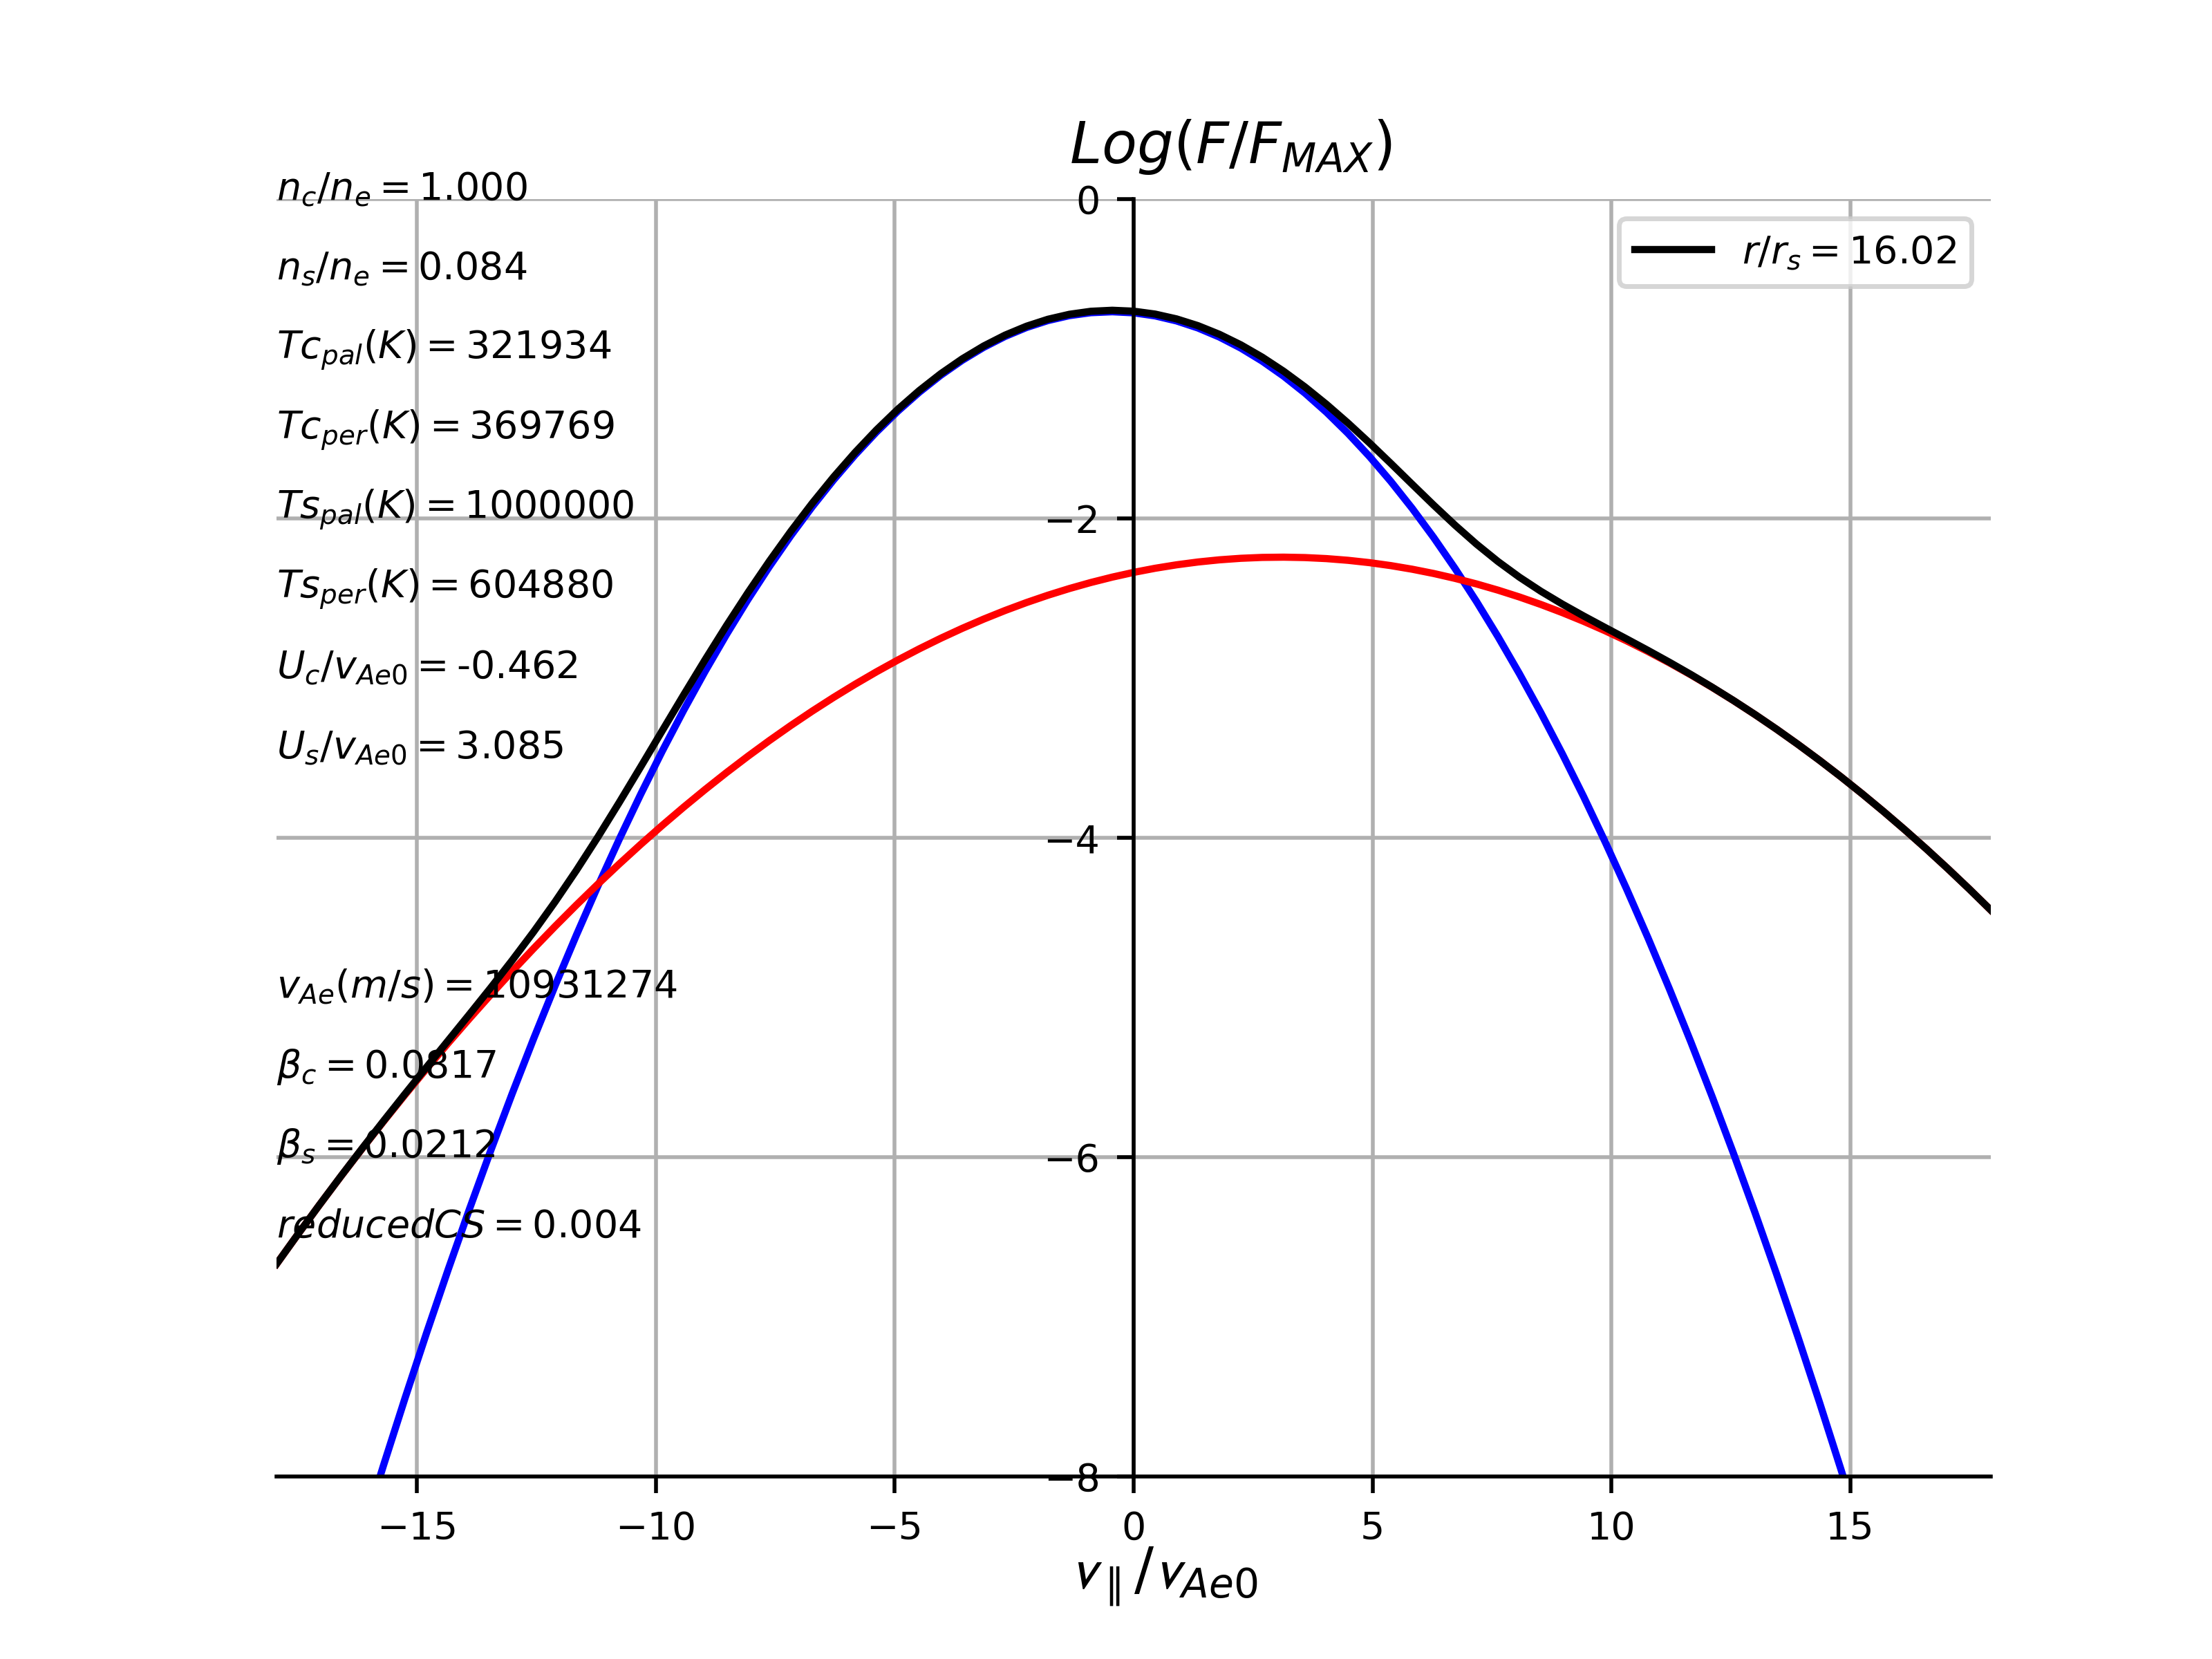 Log(F/F_MAX)
n_c/n_e = 1.000
0
r/r_s = 16.02
n_s/n_e = 0.084
Tc_pal(K) = 321934
Tc_per(K) = 369769
Ts_pal(K) = 1000000
−2
Ts_per(K) = 604880
U_c/v_Ae0 = -0.462
U_s/v_Ae0 = 3.085
−4
v_Ae(m/s) = 10931274
β_c = 0.0817
β_s = 0.0212
−6
reducedCS = 0.004
−8
−15 −10 −5 0 5 10 15
v_∥/v_Ae0